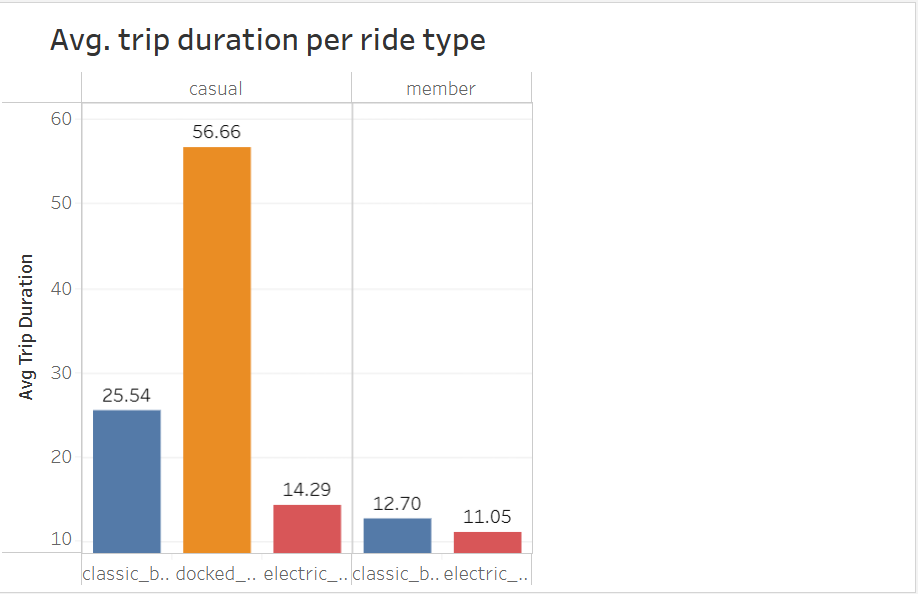 Avg. trip duration per ride type
casual member
60
50
40
30
20
10
Avg Trip Duration
25.54
56.66
14.29
12.70
11.05
classic_b.. docked_.. electric_.. classic_b.. electric_..